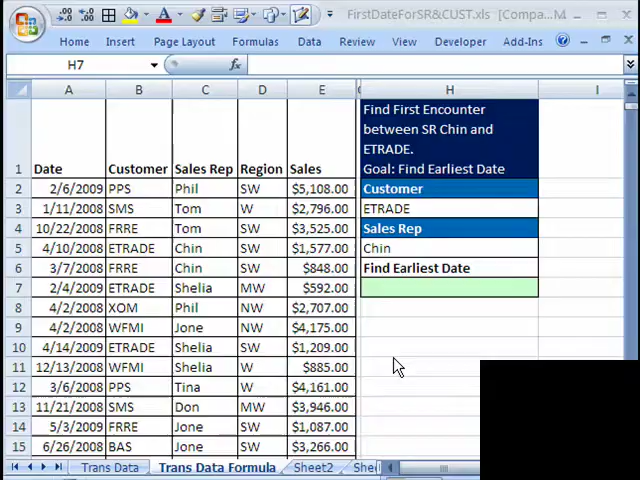 FirstDateForSR&CUST.xls [Compa... M...
Home Insert Page Layout Formulas Data Review View Developer Add-Ins
H7 fx
A B C D E H I
Find First Encounter
between SR Chin and
ETRADE.
1 Date Customer Sales Rep Region Sales Goal: Find Earliest Date
2 2/6/2009 PPS Phil SW $5,108.00 Customer
3 1/11/2008 SMS Tom W $2,796.00 ETRADE
4 10/22/2008 FRRE Tom SW $3,525.00 Sales Rep
5 4/10/2008 ETRADE Chin SW $1,577.00 Chin
6 3/7/2008 FRRE Chin SW $848.00 Find Earliest Date
7 2/4/2009 ETRADE Shelia MW $592.00
8 4/2/2008 XOM Phil NW $2,707.00
9 4/2/2008 WFMI Jone NW $4,175.00
10 4/14/2009 ETRADE Shelia SW $1,209.00
11 12/13/2008 WFMI Shelia W $885.00
12 3/6/2008 PPS Tina W $4,161.00
13 11/21/2008 SMS Don MW $3,946.00
14 5/3/2009 FRRE Jone SW $1,087.00
15 6/26/2008 BAS Jone SW $3,266.00
Trans Data Trans Data Formula Sheet2 She